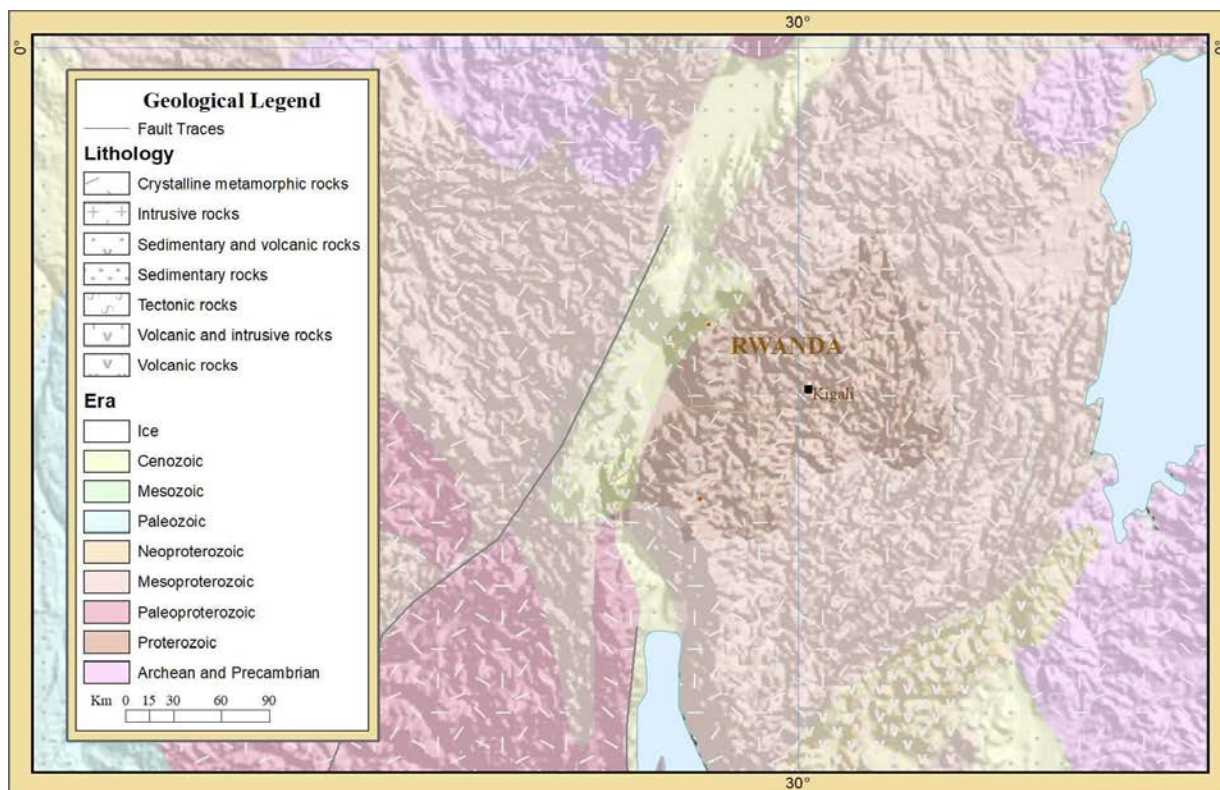 30°
0°
0°
Geological Legend
Fault Traces
Lithology
Crystalline metamorphic rocks
Intrusive rocks
Sedimentary and volcanic rocks
Sedimentary rocks
Tectonic rocks
Volcanic and intrusive rocks
Volcanic rocks
Era
Ice
Cenozoic
Mesozoic
Paleozoic
Neoproterozoic
Mesoproterozoic
Paleoproterozoic
Proterozoic
Archean and Precambrian
Km 0 15 30 60 90
RWANDA
Kigali
30°